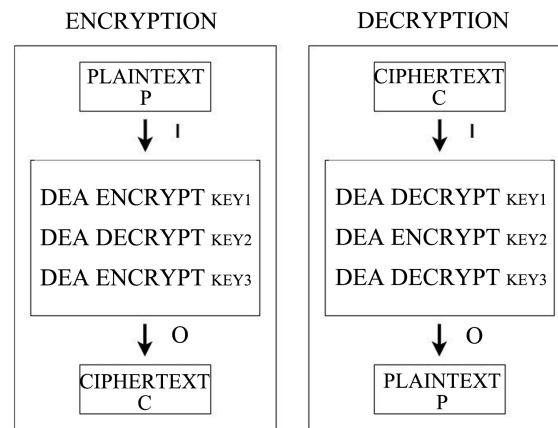 ENCRYPTION
PLAINTEXT
P
I
DEA ENCRYPT KEY1
DEA DECRYPT KEY2
DEA ENCRYPT KEY3
O
CIPHERTEXT
C
DECRYPTION
CIPHERTEXT
C
I
DEA DECRYPT KEY1
DEA ENCRYPT KEY2
DEA DECRYPT KEY3
O
PLAINTEXT
P